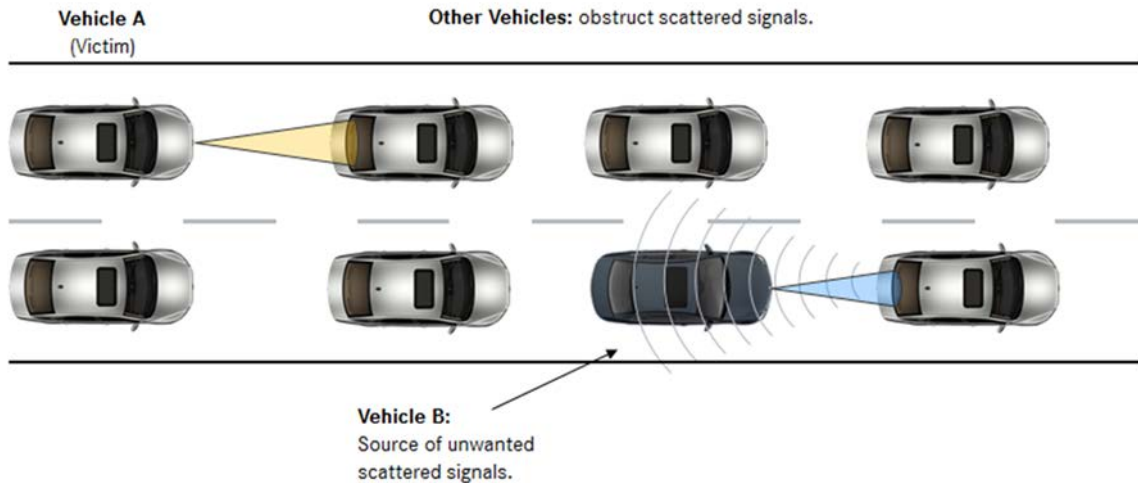 Vehicle A
(Victim)
Other Vehicles: obstruct scattered signals.
Vehicle B:
Source of unwanted
scattered signals.